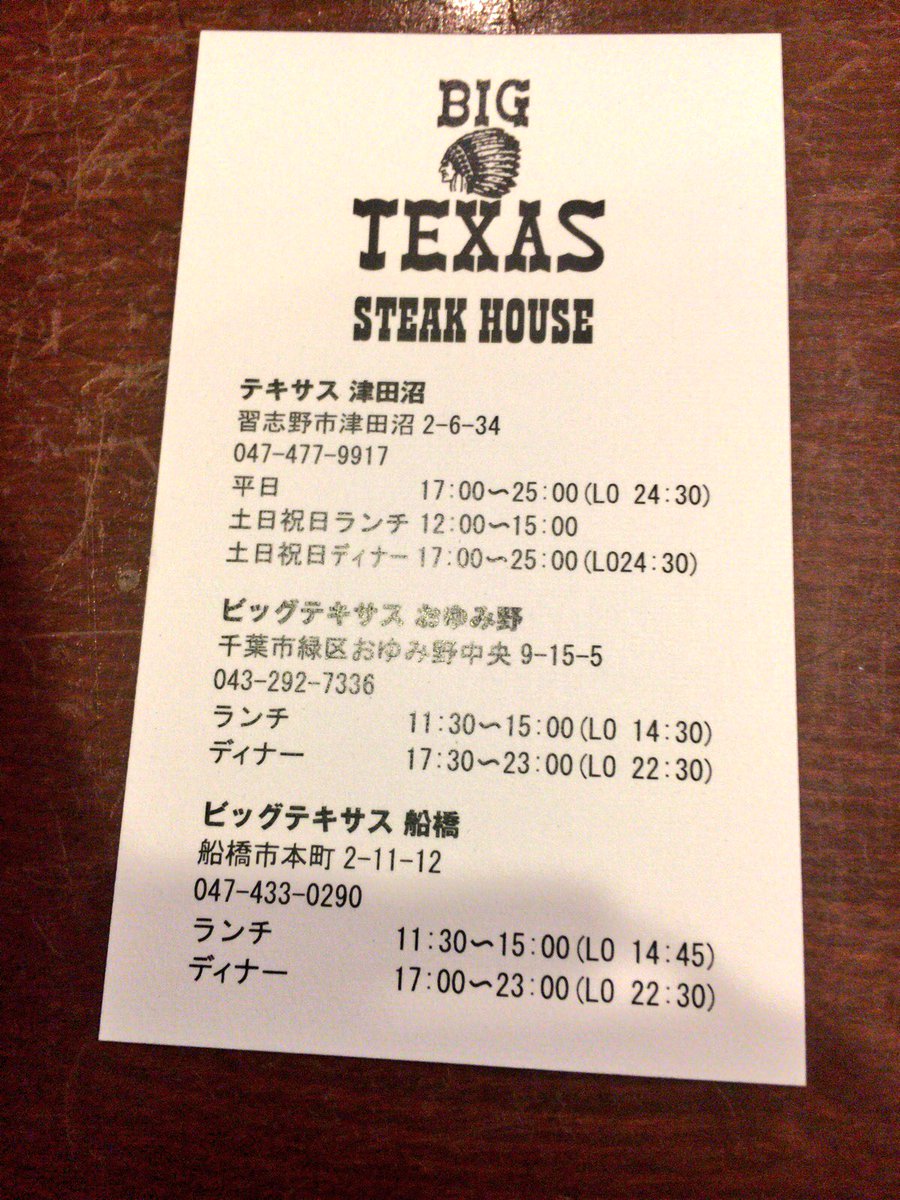 BIG
TEXAS
STEAK HOUSE
テキサス 津田沼
習志野市津田沼 2-6-34
047-477-9917
平日 17:00〜25:00(LO 24:30)
土日祝日ランチ 12:00〜15:00
土日祝日ディナー 17:00〜25:00(LO24:30)
ビッグテキサス おゆみ野
千葉市緑区おゆみ野中央 9-15-5
043-292-7336
ランチ 11:30〜15:00(LO 14:30)
ディナー 17:30〜23:00(LO 22:30)
ビッグテキサス 船橋
船橋市本町 2-11-12
047-433-0290
ランチ 11:30〜15:00(LO 14:45)
ディナー 17:00〜23:00(LO 22:30)